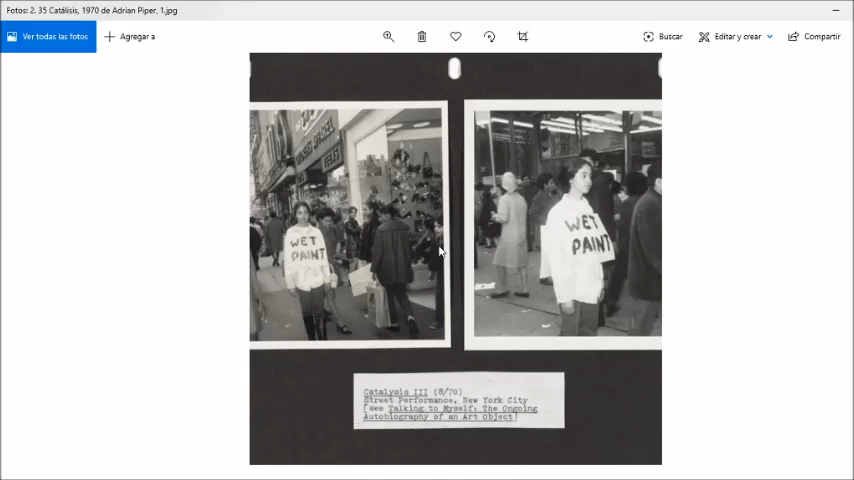 Fotos: 2. 35 Catálisis, 1970 de Adrian Piper, 1.jpg
Ver todas las fotos
Agregar a
Buscar
Editar y crear
Compartir
APPAREL
WET
PAINT
WET
PAINT
Catalysis III (8/70)
Street Performance, New York City
[see Talking to Myself: The Ongoing
Autobiography of an Art Object]